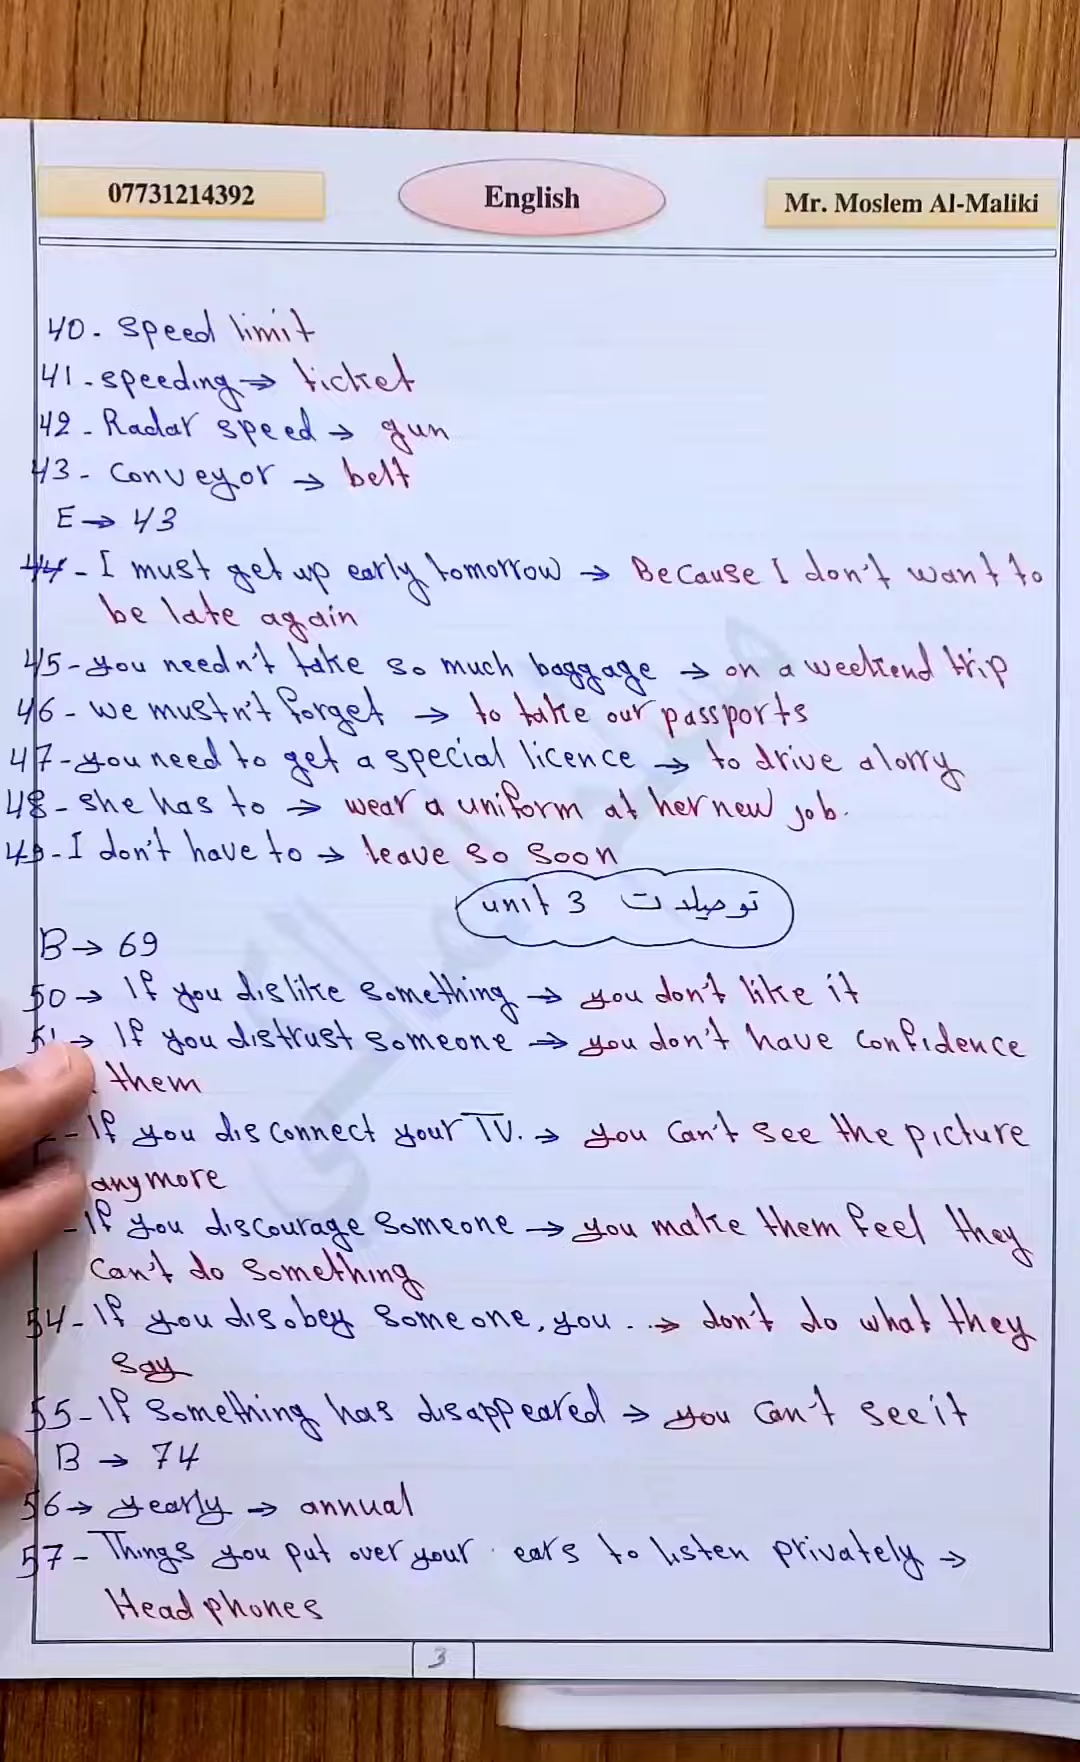 07731214392
English
Mr. Moslem Al-Maliki
40- speed limit
41- speeding → ticket
42- Radar speed → gun
43- Conveyor → belt
E → 43
44- I must get up early tomorrow → Because I don't want to
be late again
45- you needn't take so much baggage → on a weekend trip
46- we mustn't forget → to take our passports
47- you need to get a special licence → to drive a lorry
48- she has to → wear a uniform at her new job.
49- I don't have to → leave so soon
unit 3 توصيلات
B → 69
50 → If you dislike something → you don't like it
51 → If you distrust someone → you don't have confidence
them
- If you disconnect your TV. → you can't see the picture
anymore
- If you discourage someone → you make them feel they
can't do something
54- If you disobey someone, you .. → don't do what they
say
55- If something has disappeared → you can't see it
B → 74
56 → yearly → annual
57- Things you put over your ears to listen privately →
Headphones
3